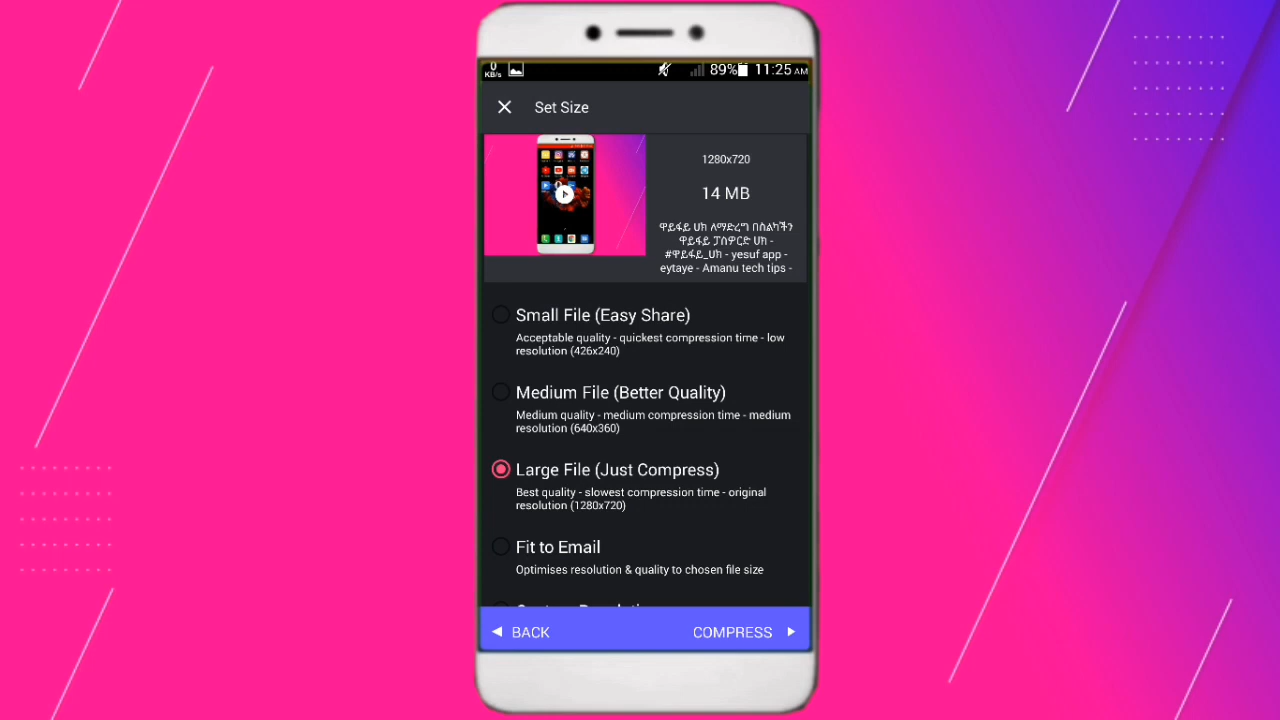 0
KB/s
89%
11:25 AM
Set Size
1280x720
14 MB
ዋይፋይ ሀክ ለማድረግ በስልካችን
ዋይፋይ ፓስዎርድ ሀክ -
#ዋይፋይ_ሀክ - yesuf app -
eytaye - Amanu tech tips -
Small File (Easy Share)
Acceptable quality - quickest compression time - low
resolution (426x240)
Medium File (Better Quality)
Medium quality - medium compression time - medium
resolution (640x360)
Large File (Just Compress)
Best quality - slowest compression time - original
resolution (1280x720)
Fit to Email
Optimises resolution & quality to chosen file size
BACK
COMPRESS